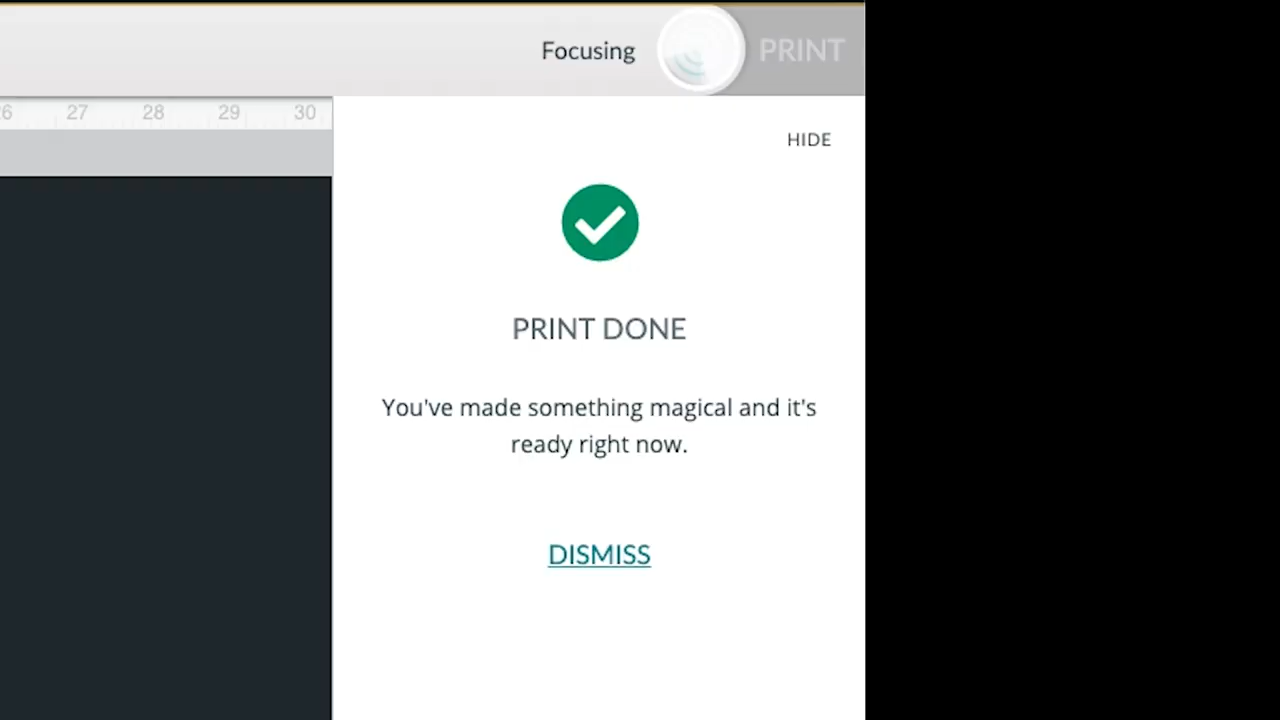 Focusing
PRINT
26 27 28 29 30
HIDE
PRINT DONE
You've made something magical and it's
ready right now.
DISMISS